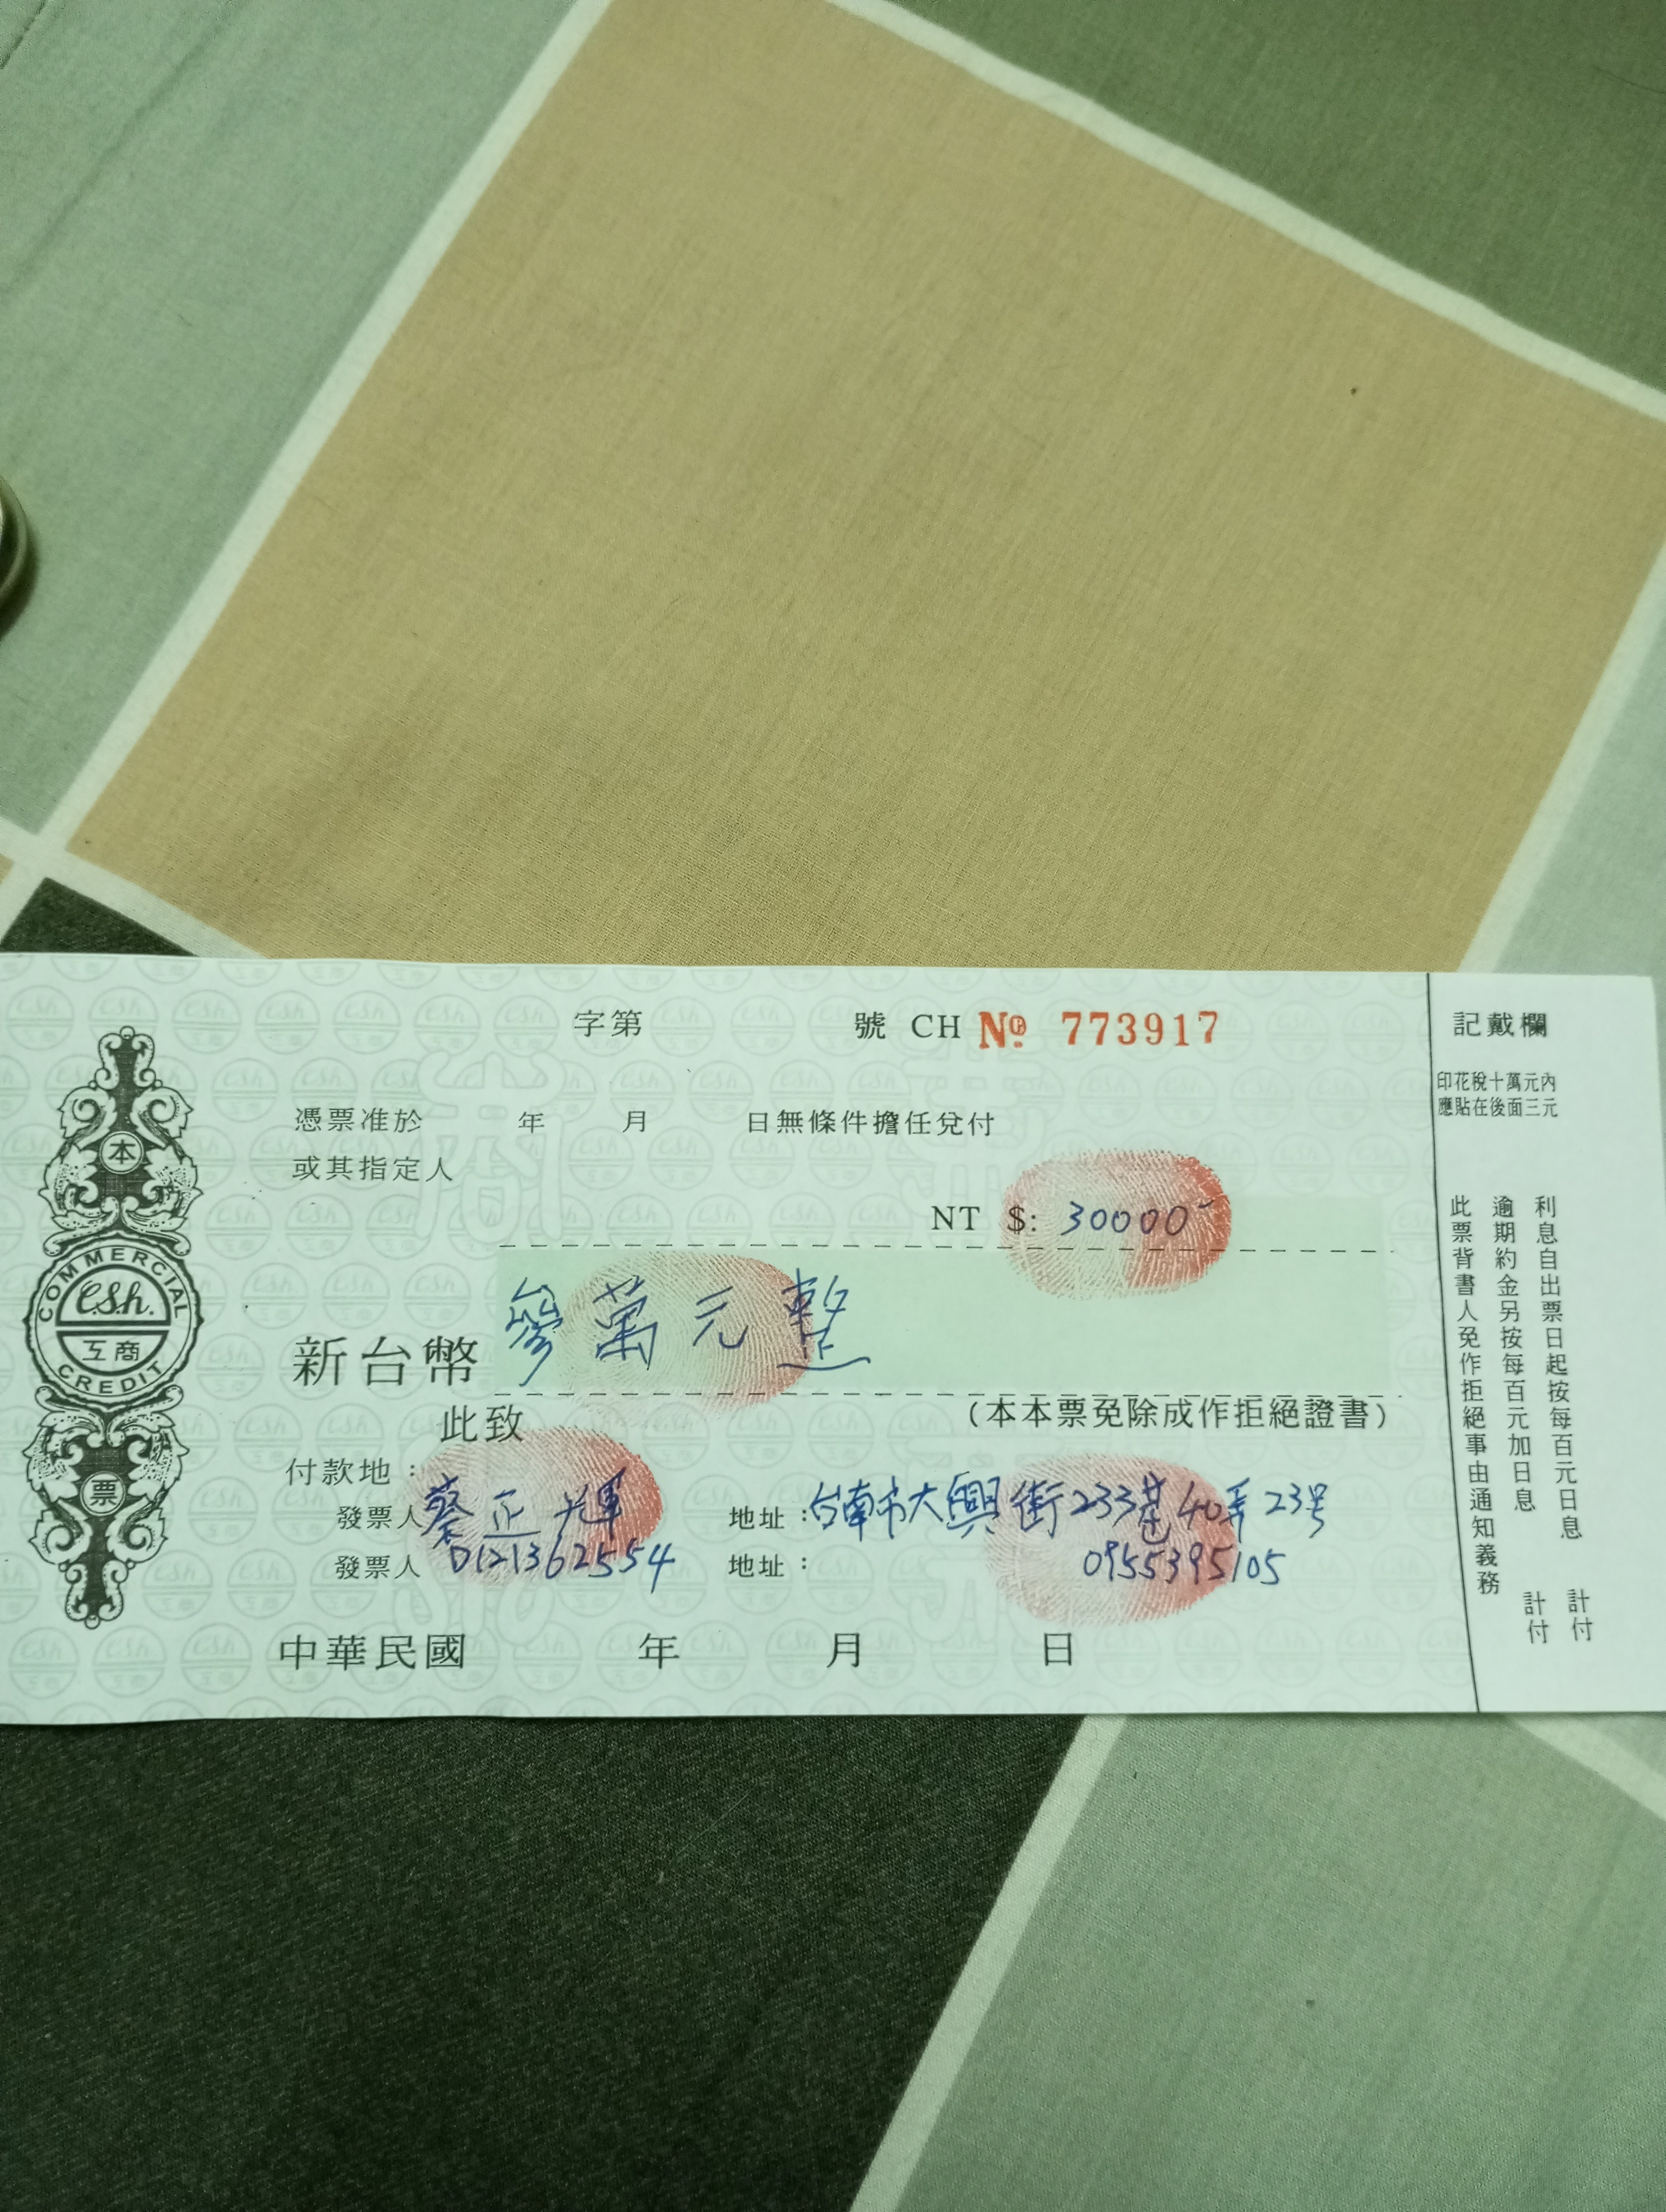 字第 號 CH Nº 773917
憑票准於 年 月 日無條件擔任兌付
或其指定人
NT $: 30000
新台幣 參萬元整
此致 (本本票免除成作拒絕證書)
付款地：
發票人 蔡正輝 地址：台南市大興街233巷40弄23号
發票人 D121362554 地址： 0955395105
中華民國 年 月 日
本
COMMERCIAL
C.S.h.
互商
CREDIT
票
記戴欄
印花稅十萬元內
應貼在後面三元
利息自出票日起按每百元日息 計付
逾期約金另按每百元加日息 計付
此票背書人免作拒絕事由通知義務